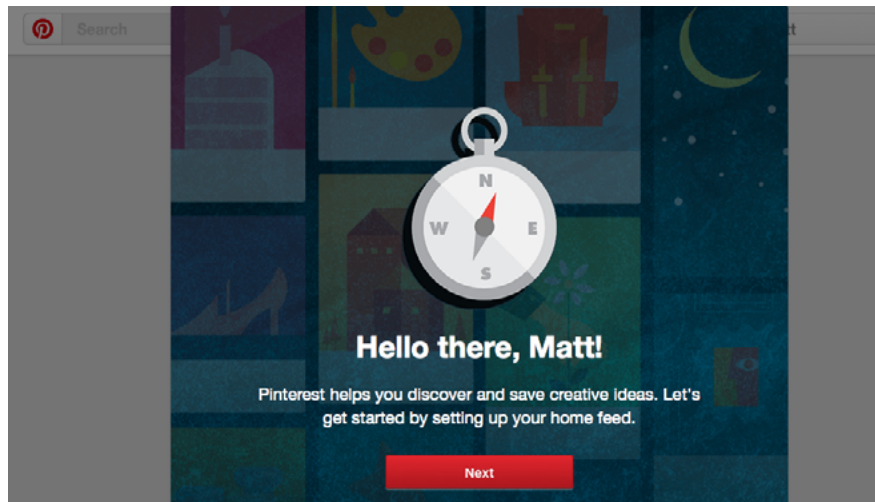 Search
tt
N
W E
S
Hello there, Matt!
Pinterest helps you discover and save creative ideas. Let's
get started by setting up your home feed.
Next